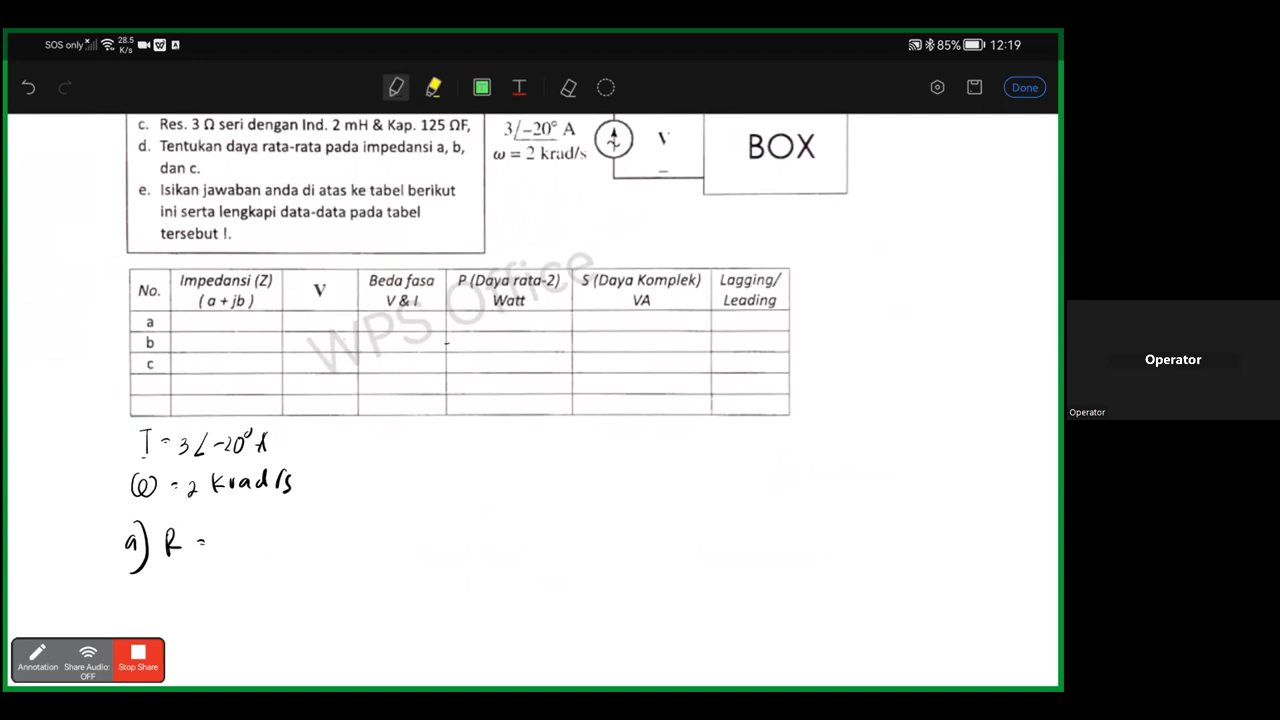 SOS only 28.5 K/s 85% 12:19
Done
c. Res. 3 Ω seri dengan Ind. 2 mH & Kap. 125 ΩF,
d. Tentukan daya rata-rata pada impedansi a, b,
dan c.
e. Isikan jawaban anda di atas ke tabel berikut
ini serta lengkapi data-data pada tabel
tersebut !.
3/−20° A
ω = 2 krad/s
V
−
BOX
No. Impedansi (Z) ( a + jb ) V Beda fasa V & I P (Daya rata-2) Watt S (Daya Komplek) VA Lagging/ Leading
a
b
c
WPS Office
I = 3∠-20° A
ω = 2 krad/s
a) R =
Annotation Share Audio: OFF Stop Share
Operator
Operator